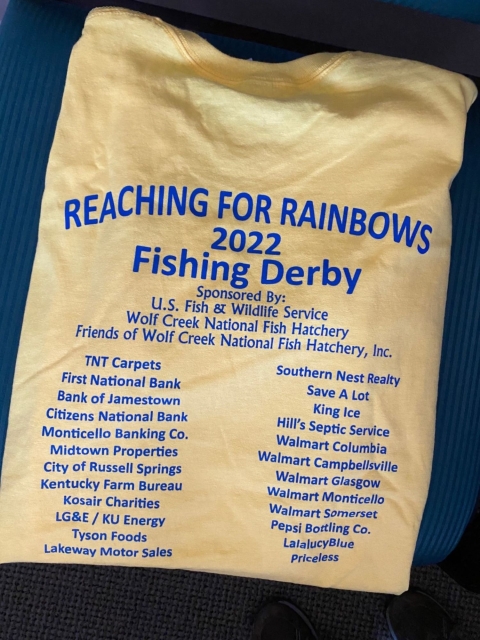 REACHING FOR RAINBOWS
2022
Fishing Derby
Sponsored By:
U.S. Fish & Wildlife Service
Wolf Creek National Fish Hatchery
Friends of Wolf Creek National Fish Hatchery, Inc.
TNT Carpets
First National Bank
Bank of Jamestown
Citizens National Bank
Monticello Banking Co.
Midtown Properties
City of Russell Springs
Kentucky Farm Bureau
Kosair Charities
LG&E / KU Energy
Tyson Foods
Lakeway Motor Sales
Southern Nest Realty
Save A Lot
King Ice
Hill's Septic Service
Walmart Columbia
Walmart Campbellsville
Walmart Glasgow
Walmart Monticello
Walmart Somerset
Pepsi Bottling Co.
LalalucyBlue
Priceless